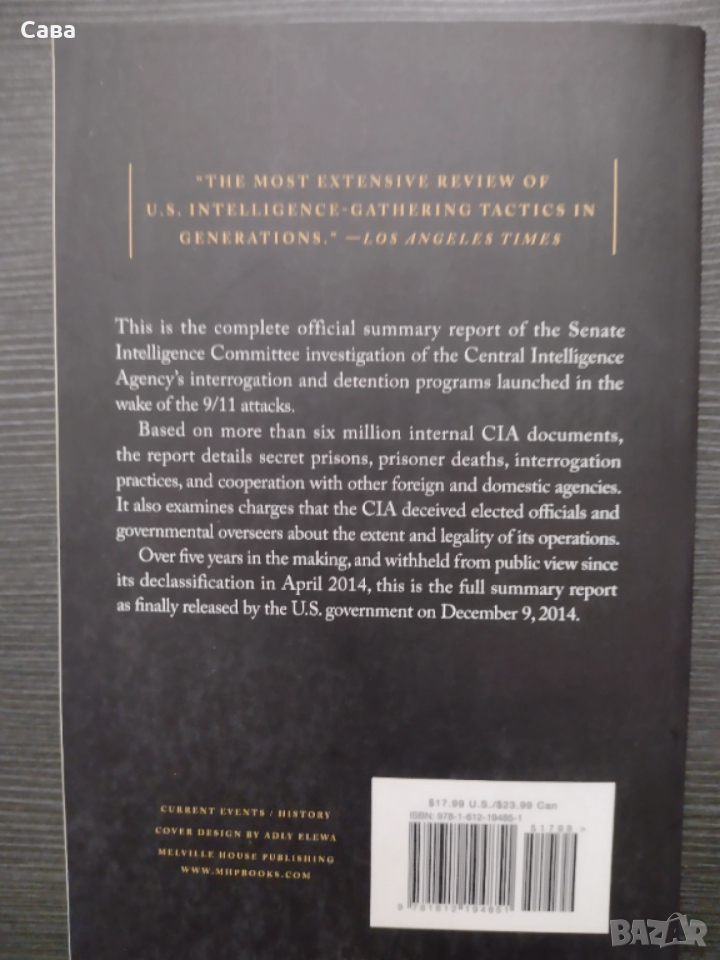 Сава
"THE MOST EXTENSIVE REVIEW OF
U.S. INTELLIGENCE-GATHERING TACTICS IN
GENERATIONS." —LOS ANGELES TIMES
This is the complete official summary report of the Senate
Intelligence Committee investigation of the Central Intelligence
Agency's interrogation and detention programs launched in the
wake of the 9/11 attacks.
Based on more than six million internal CIA documents,
the report details secret prisons, prisoner deaths, interrogation
practices, and cooperation with other foreign and domestic agencies.
It also examines charges that the CIA deceived elected officials and
governmental overseers about the extent and legality of its operations.
Over five years in the making, and withheld from public view since
its declassification in April 2014, this is the full summary report
as finally released by the U.S. government on December 9, 2014.
CURRENT EVENTS / HISTORY
COVER DESIGN BY ADLY ELEWA
MELVILLE HOUSE PUBLISHING
WWW.MHPBOOKS.COM
$17.99 U.S./$23.99 Can
ISBN: 978-1-612-19485-1
51799>
9 781612 194851
BAZAR